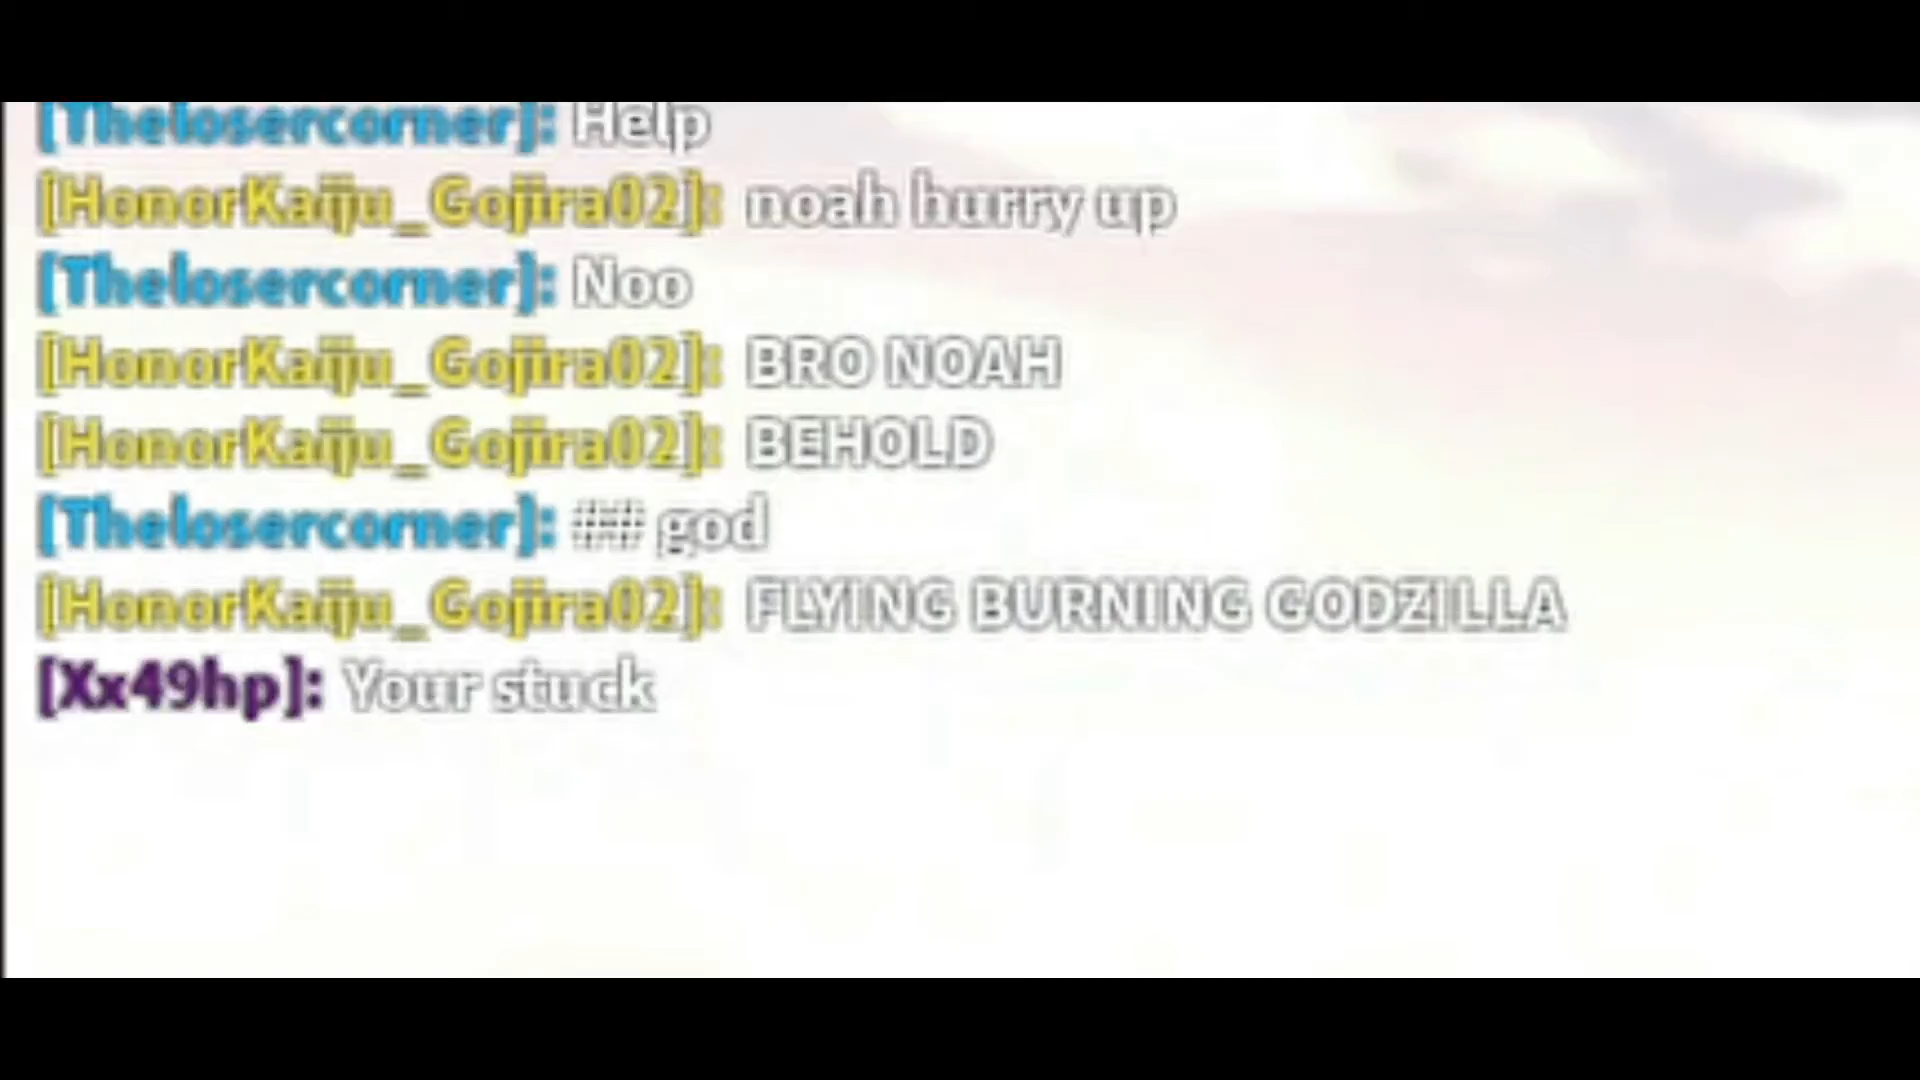 [Thelosercorner]: Help
[HonorKaiju_Gojira02]: noah hurry up
[Thelosercorner]: Noo
[HonorKaiju_Gojira02]: BRO NOAH
[HonorKaiju_Gojira02]: BEHOLD
[Thelosercorner]: ## god
[HonorKaiju_Gojira02]: FLYING BURNING GODZILLA
[Xx49hp]: Your stuck